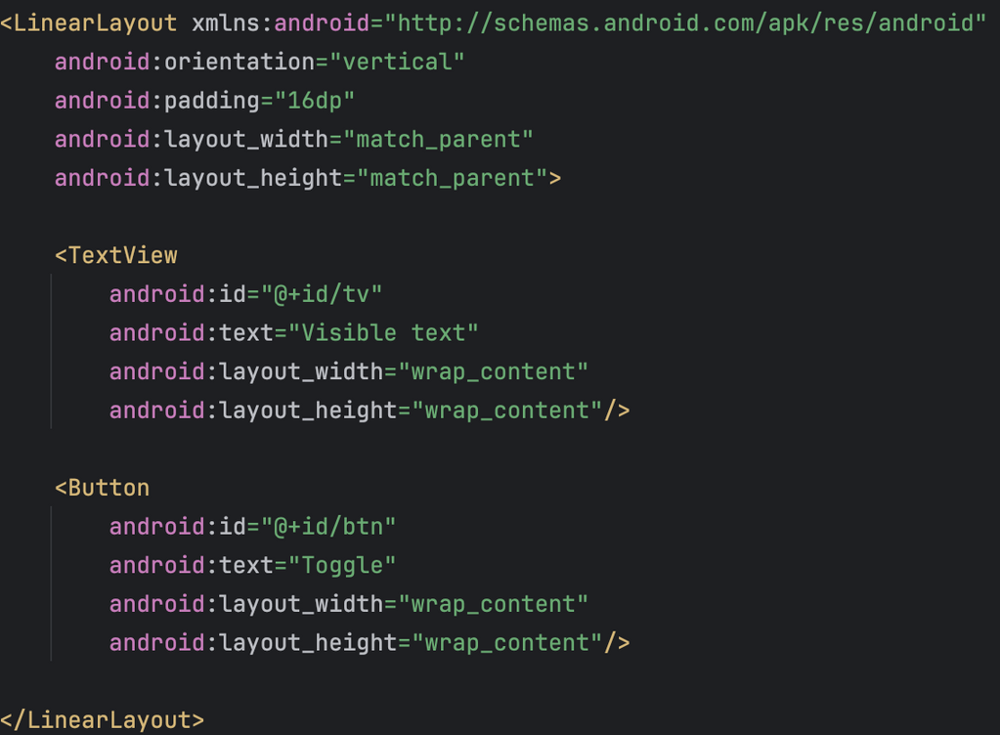 <LinearLayout xmlns:android="http://schemas.android.com/apk/res/android"
    android:orientation="vertical"
    android:padding="16dp"
    android:layout_width="match_parent"
    android:layout_height="match_parent">

    <TextView
        android:id="@+id/tv"
        android:text="Visible text"
        android:layout_width="wrap_content"
        android:layout_height="wrap_content"/>

    <Button
        android:id="@+id/btn"
        android:text="Toggle"
        android:layout_width="wrap_content"
        android:layout_height="wrap_content"/>

</LinearLayout>